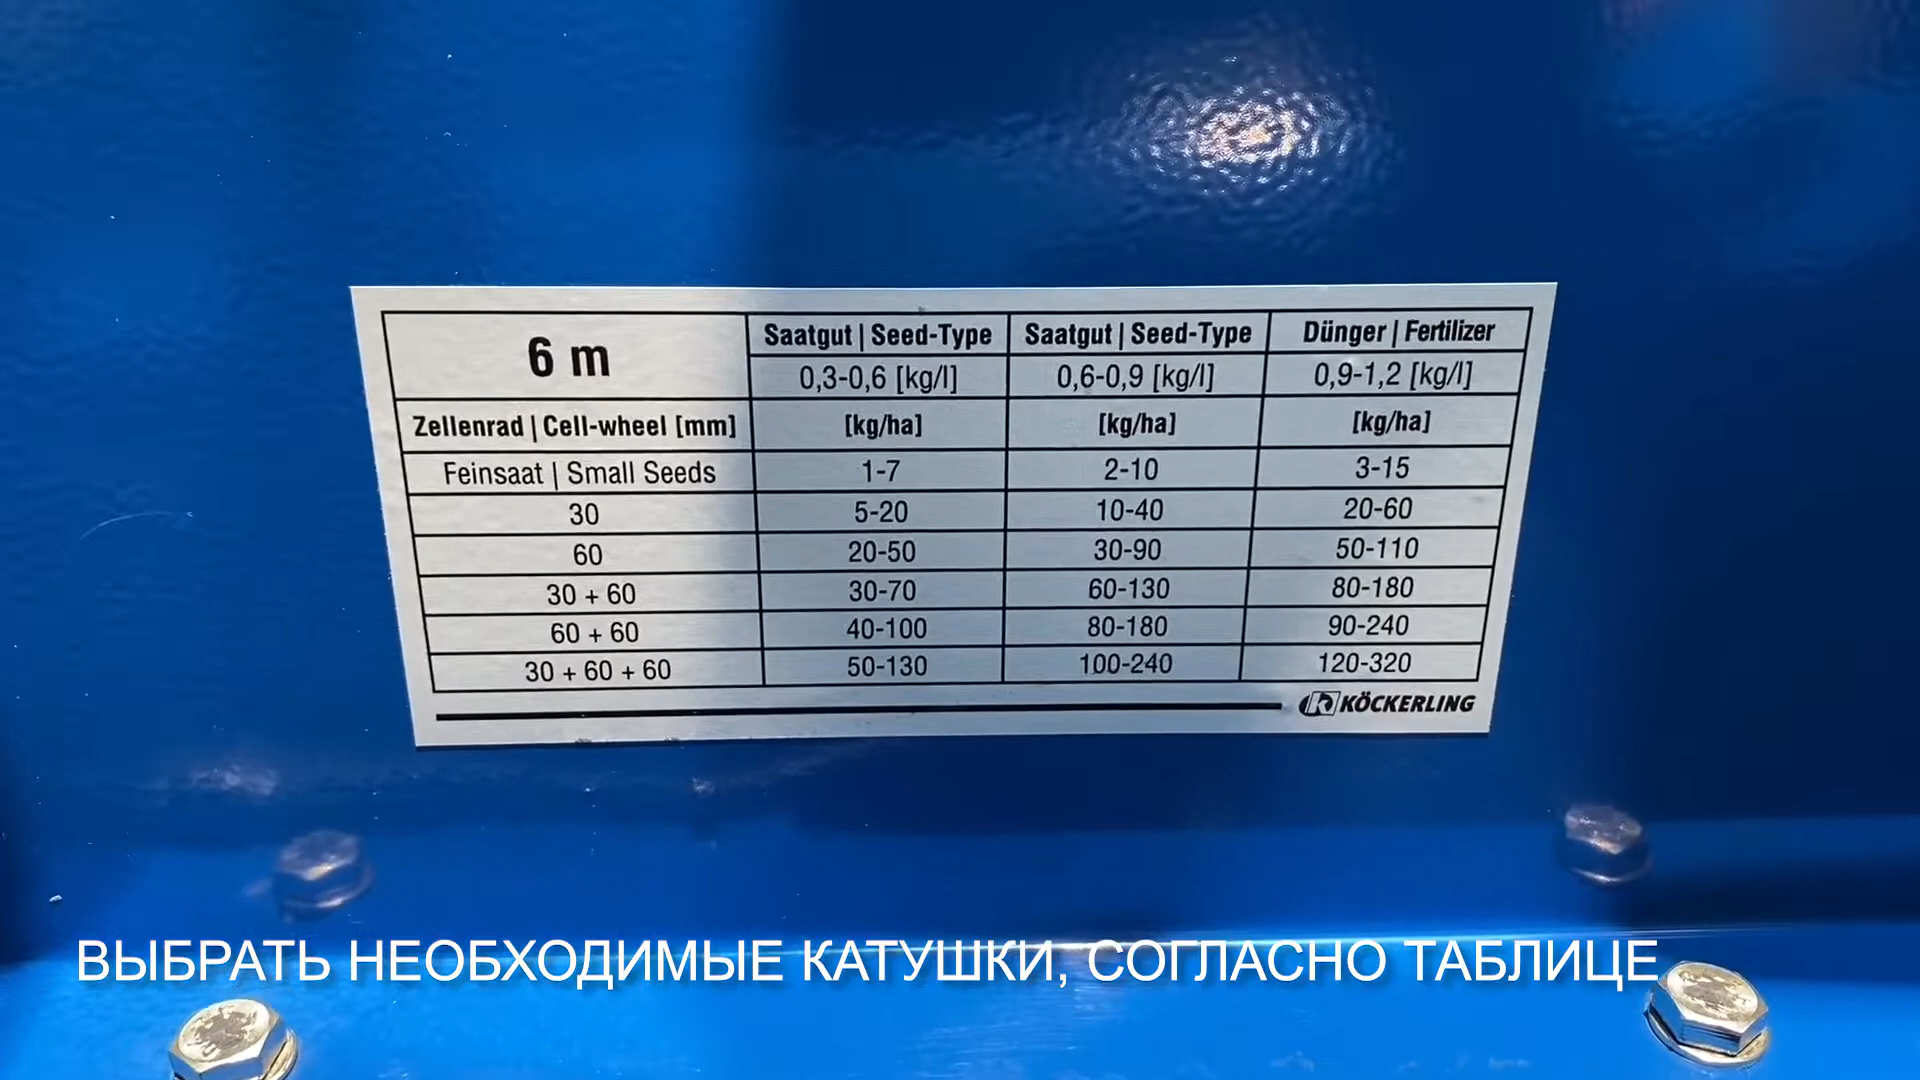 6 m
Saatgut | Seed-Type Saatgut | Seed-Type Dünger | Fertilizer
0,3-0,6 [kg/l] 0,6-0,9 [kg/l] 0,9-1,2 [kg/l]
Zellenrad | Cell-wheel [mm] [kg/ha] [kg/ha] [kg/ha]
Feinsaat | Small Seeds 1-7 2-10 3-15
30 5-20 10-40 20-60
60 20-50 30-90 50-110
30 + 60 30-70 60-130 80-180
60 + 60 40-100 80-180 90-240
30 + 60 + 60 50-130 100-240 120-320
KÖCKERLING
ВЫБРАТЬ НЕОБХОДИМЫЕ КАТУШКИ, СОГЛАСНО ТАБЛИЦЕ